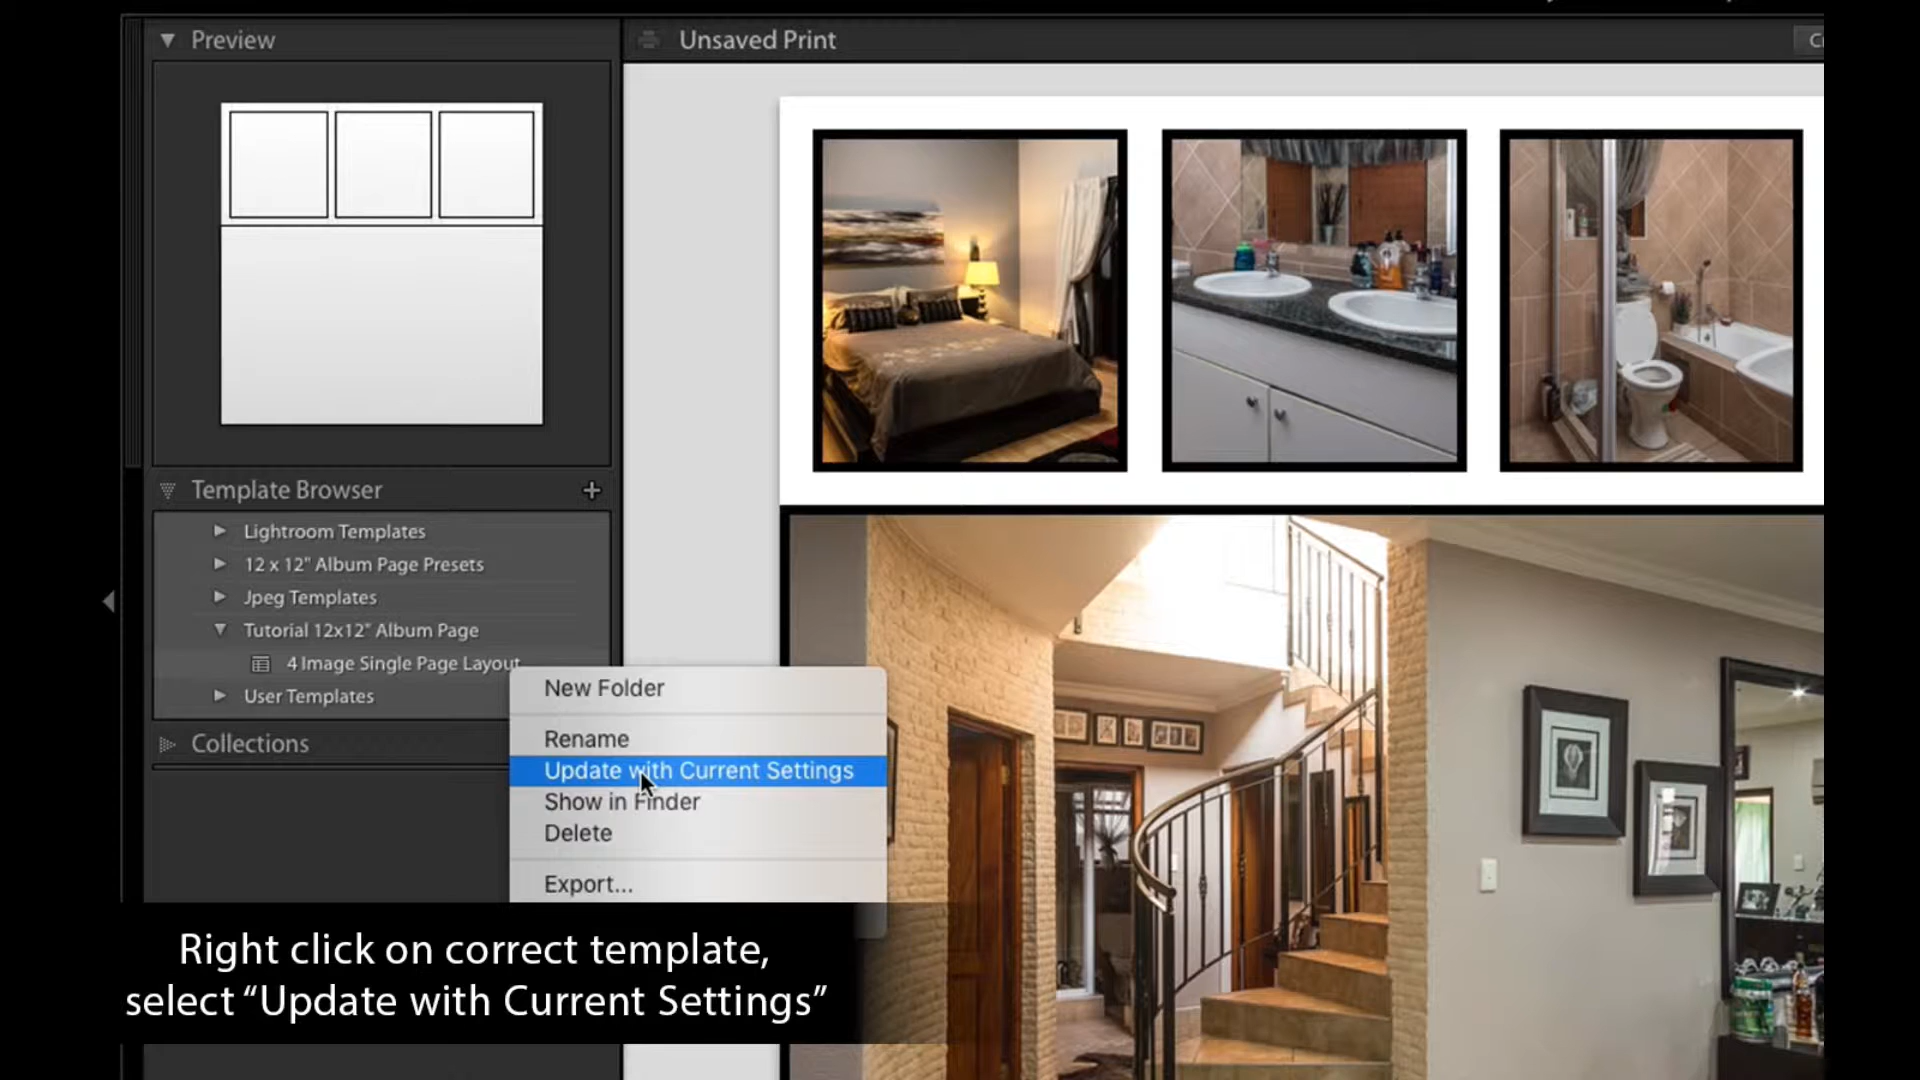 Preview
Unsaved Print
Template Browser
Lightroom Templates
12 x 12" Album Page Presets
Jpeg Templates
Tutorial 12x12" Album Page
4 Image Single Page Layout
User Templates
Collections
New Folder
Rename
Update with Current Settings
Show in Finder
Delete
Export...
Right click on correct template,
select “Update with Current Settings”